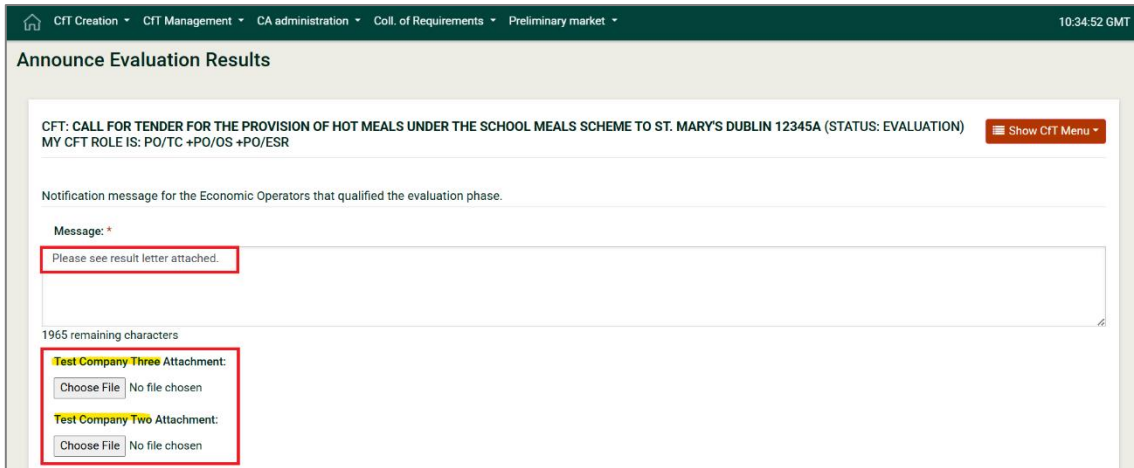 CfT Creation CfT Management CA administration Coll. of Requirements Preliminary market 10:34:52 GMT
Announce Evaluation Results
CFT: CALL FOR TENDER FOR THE PROVISION OF HOT MEALS UNDER THE SCHOOL MEALS SCHEME TO ST. MARY'S DUBLIN 12345A (STATUS: EVALUATION)
MY CFT ROLE IS: PO/TC +PO/OS +PO/ESR
Show CfT Menu
Notification message for the Economic Operators that qualified the evaluation phase.
Message: *
Please see result letter attached.
1965 remaining characters
Test Company Three Attachment:
Choose File No file chosen
Test Company Two Attachment:
Choose File No file chosen